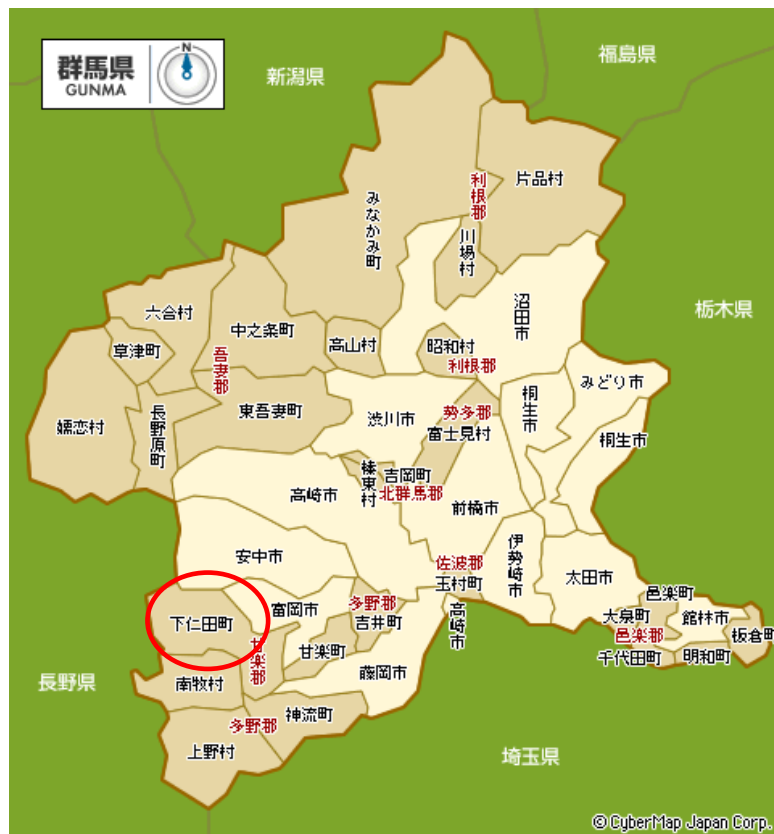 群馬県
GUNMA
N
新潟県
福島県
利根郡
片品村
みなかみ町
川場村
栃木県
六合村
中之条町
高山村
昭和村
沼田市
草津町
吾妻郡
利根郡
みどり市
嬬恋村
長野原町
東吾妻町
渋川市
勢多郡
富士見村
桐生市
桐生市
榛東村
吉岡町
北群馬郡
高崎市
前橋市
安中市
伊勢崎市
佐波郡
玉村町
太田市
邑楽町
大泉町
館林市
邑楽郡
板倉町
千代田町
明和町
下仁田町
富岡市
多野郡
吉井町
高崎市
甘楽郡
甘楽町
藤岡市
長野県
南牧村
多野郡
神流町
上野村
埼玉県
© CyberMap Japan Corp.